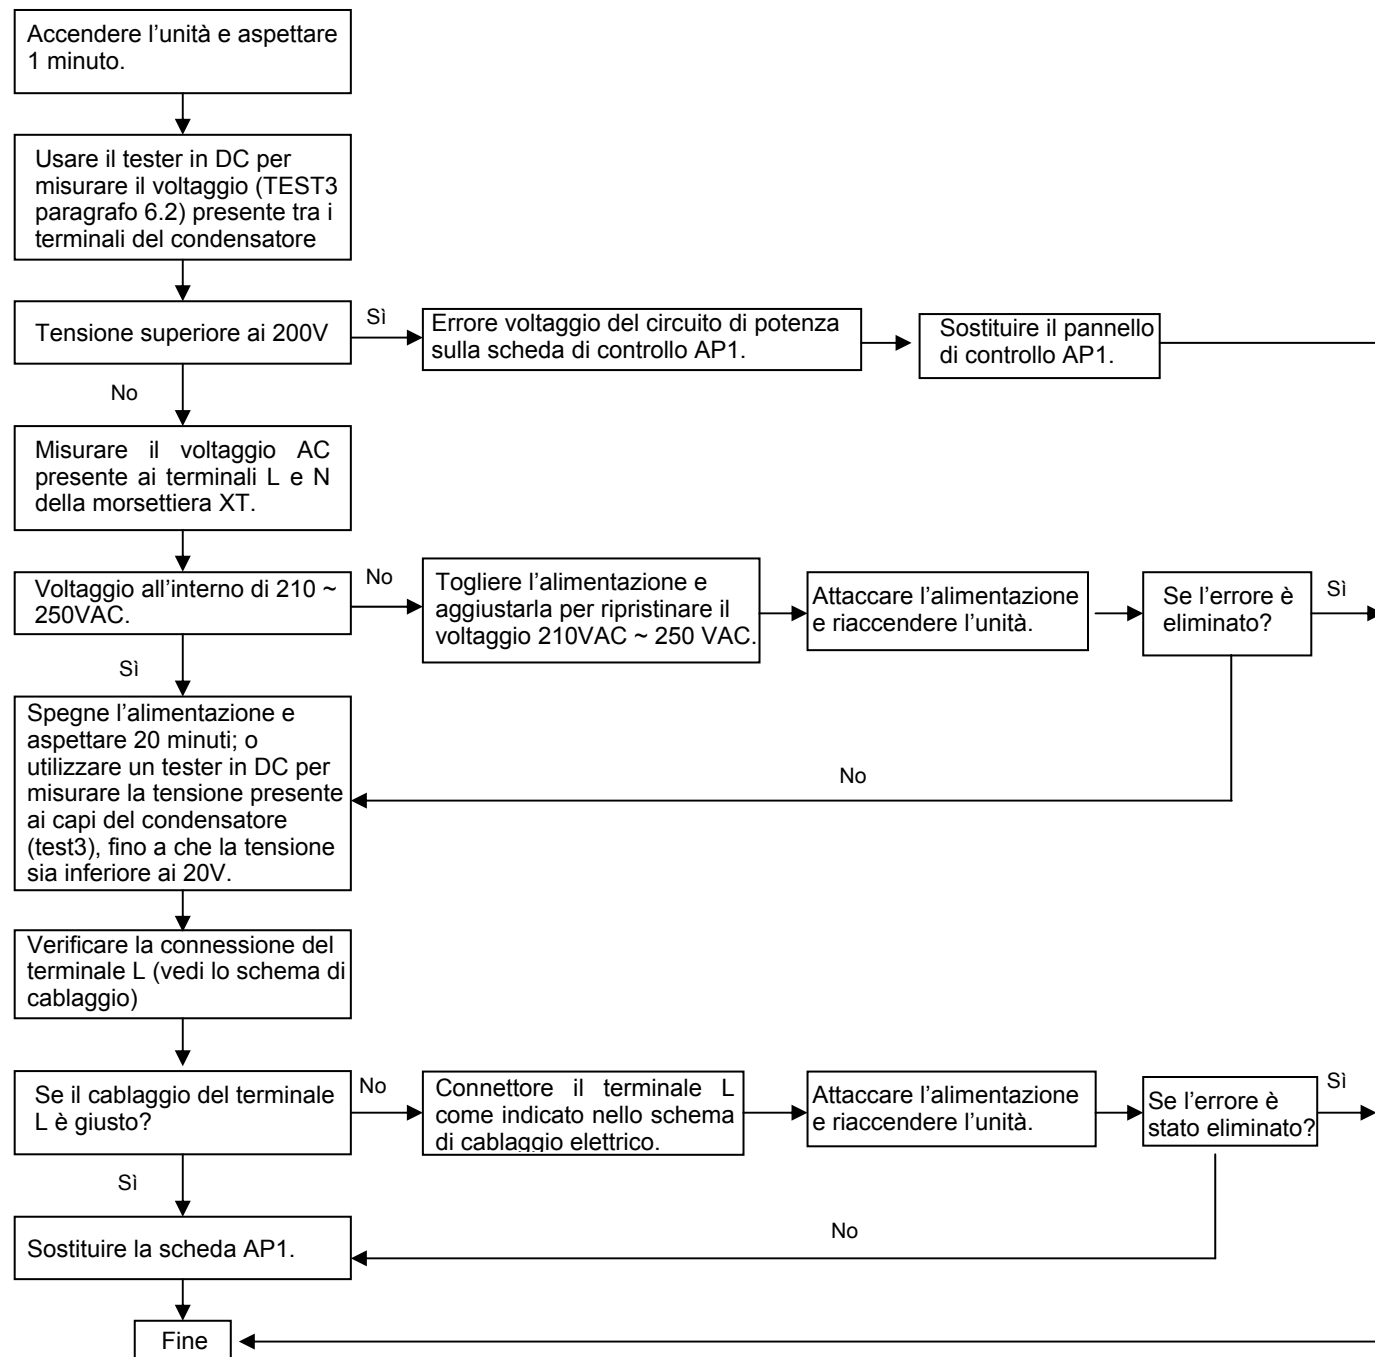 Accendere l’unità e aspettare
1 minuto.
Usare il tester in DC per
misurare il voltaggio (TEST3
paragrafo 6.2) presente tra i
terminali del condensatore
Tensione superiore ai 200V
Sì
Errore voltaggio del circuito di potenza
sulla scheda di controllo AP1.
Sostituire il pannello
di controllo AP1.
No
Misurare il voltaggio AC
presente ai terminali L e N
della morsettiera XT.
Voltaggio all’interno di 210 ~
250VAC.
No
Togliere l’alimentazione e
aggiustarla per ripristinare il
voltaggio 210VAC ~ 250 VAC.
Attaccare l’alimentazione
e riaccendere l’unità.
Se l’errore è
eliminato?
Sì
Sì
Spegne l’alimentazione e
aspettare 20 minuti; o
utilizzare un tester in DC per
misurare la tensione presente
ai capi del condensatore
(test3), fino a che la tensione
sia inferiore ai 20V.
No
Verificare la connessione del
terminale L (vedi lo schema di
cablaggio)
Se il cablaggio del terminale
L è giusto?
No
Connettore il terminale L
come indicato nello schema
di cablaggio elettrico.
Attaccare l’alimentazione
e riaccendere l’unità.
Se l’errore è
stato eliminato?
Sì
Sì
No
Sostituire la scheda AP1.
Fine